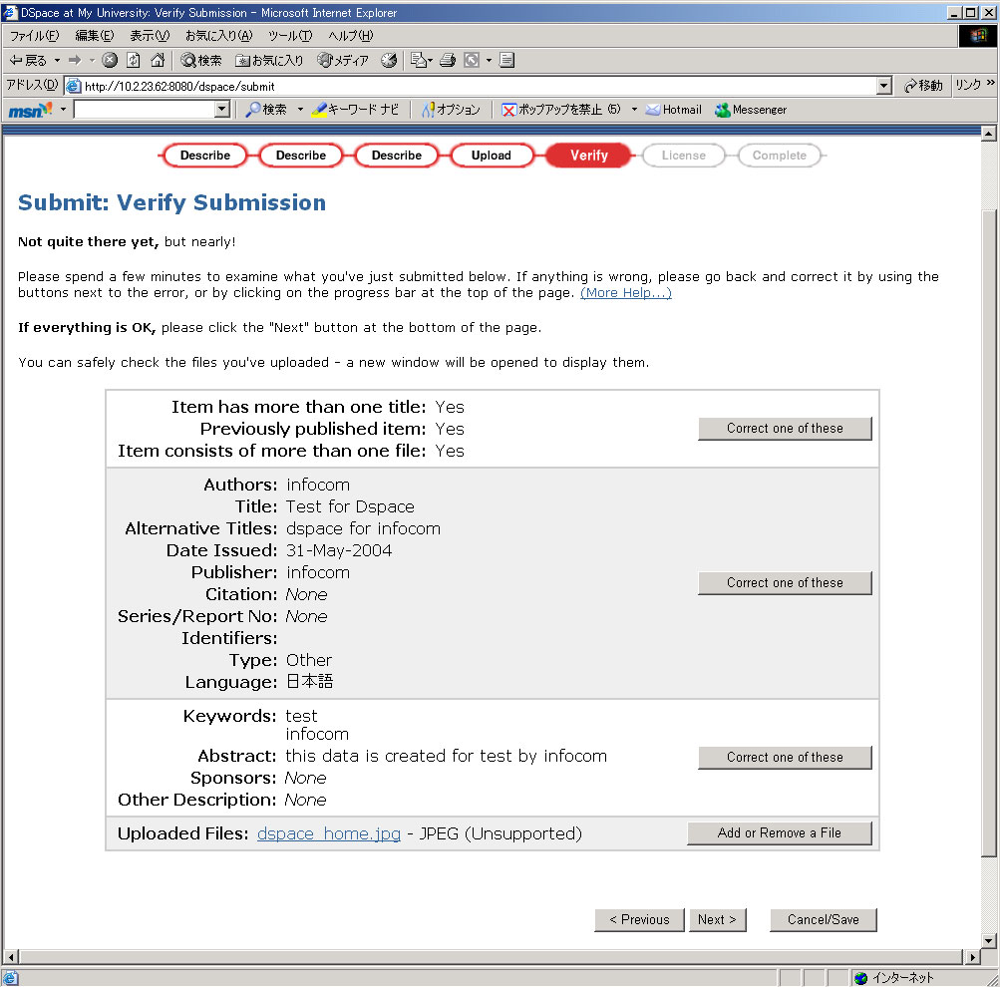 DSpace at My University: Verify Submission - Microsoft Internet Explorer
ファイル(F) 編集(E) 表示(V) お気に入り(A) ツール(T) ヘルプ(H)
戻る 検索 お気に入り メディア
アドレス(D) http://10.2.23.62:8080/dspace/submit 移動 リンク »
msn 検索 キーワード ナビ オプション ポップアップを禁止 (6) Hotmail Messenger
Describe Describe Describe Upload Verify License Complete
Submit: Verify Submission
Not quite there yet, but nearly!
Please spend a few minutes to examine what you've just submitted below. If anything is wrong, please go back and correct it by using the
buttons next to the error, or by clicking on the progress bar at the top of the page. (More Help...)
If everything is OK, please click the "Next" button at the bottom of the page.
You can safely check the files you've uploaded - a new window will be opened to display them.
Item has more than one title: Yes
Previously published item: Yes
Correct one of these
Item consists of more than one file: Yes
Authors: infocom
Title: Test for Dspace
Alternative Titles: dspace for infocom
Date Issued: 31-May-2004
Publisher: infocom
Correct one of these
Citation: None
Series/Report No: None
Identifiers:
Type: Other
Language: 日本語
Keywords: test
infocom
Abstract: this data is created for test by infocom
Correct one of these
Sponsors: None
Other Description: None
Uploaded Files: dspace_home.jpg - JPEG (Unsupported) Add or Remove a File
< Previous Next > Cancel/Save
インターネット